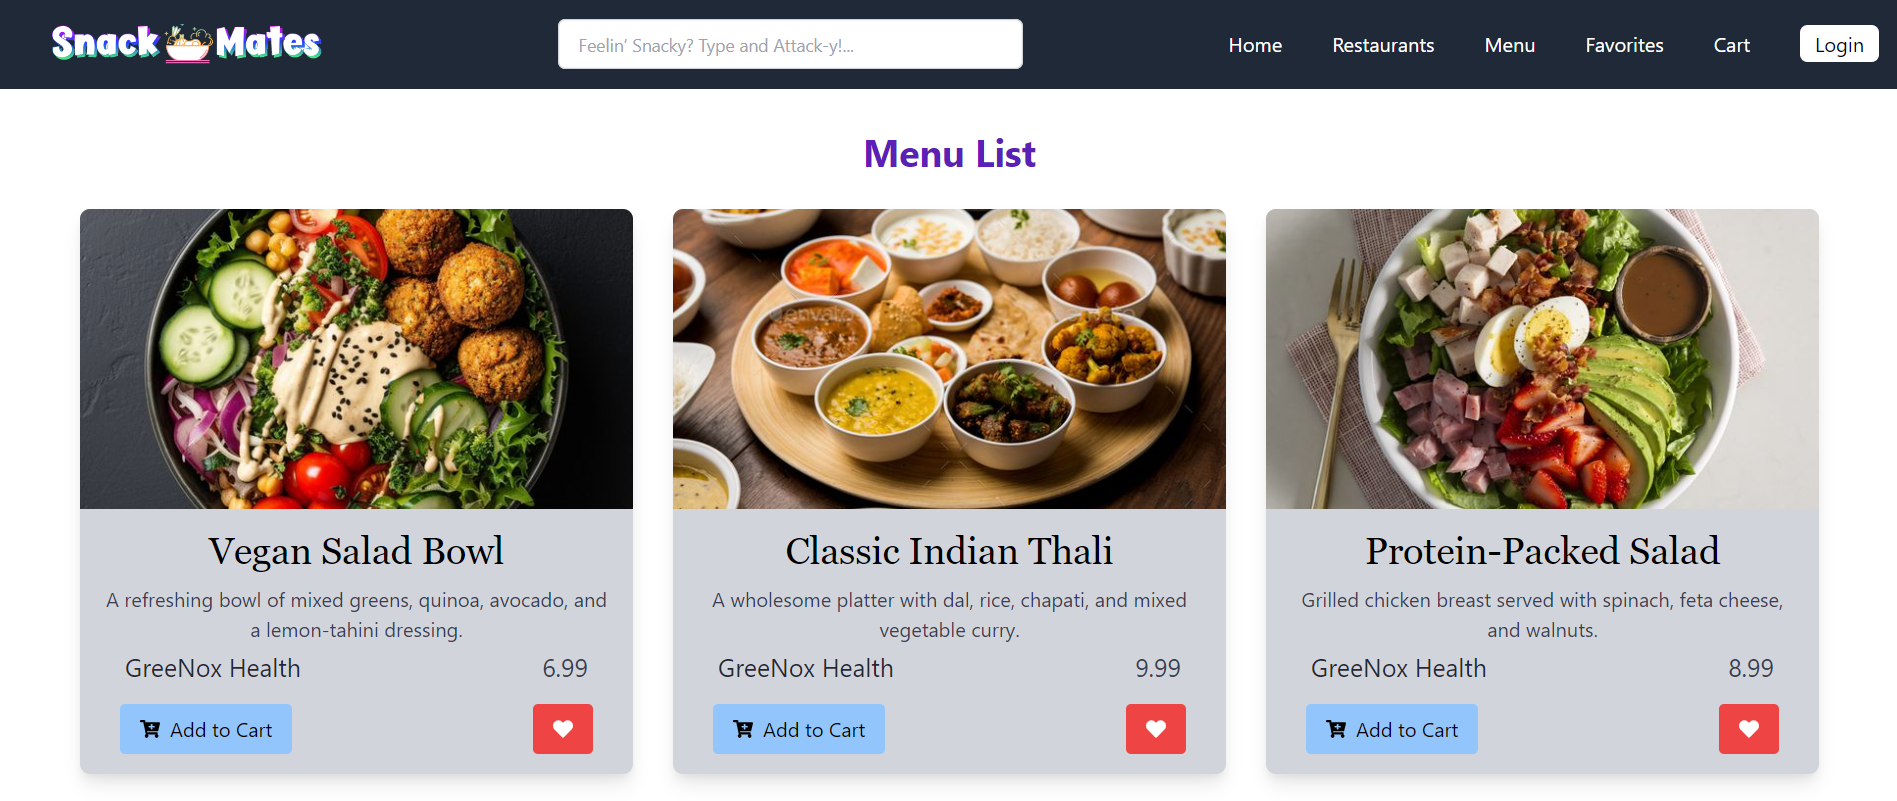 Snack Mates
Feelin’ Snacky? Type and Attack-y!...
Home
Restaurants
Menu
Favorites
Cart
Login
Menu List
envato
Vegan Salad Bowl
A refreshing bowl of mixed greens, quinoa, avocado, and
a lemon-tahini dressing.
GreeNox Health
6.99
Add to Cart
Classic Indian Thali
A wholesome platter with dal, rice, chapati, and mixed
vegetable curry.
GreeNox Health
9.99
Add to Cart
Protein-Packed Salad
Grilled chicken breast served with spinach, feta cheese,
and walnuts.
GreeNox Health
8.99
Add to Cart